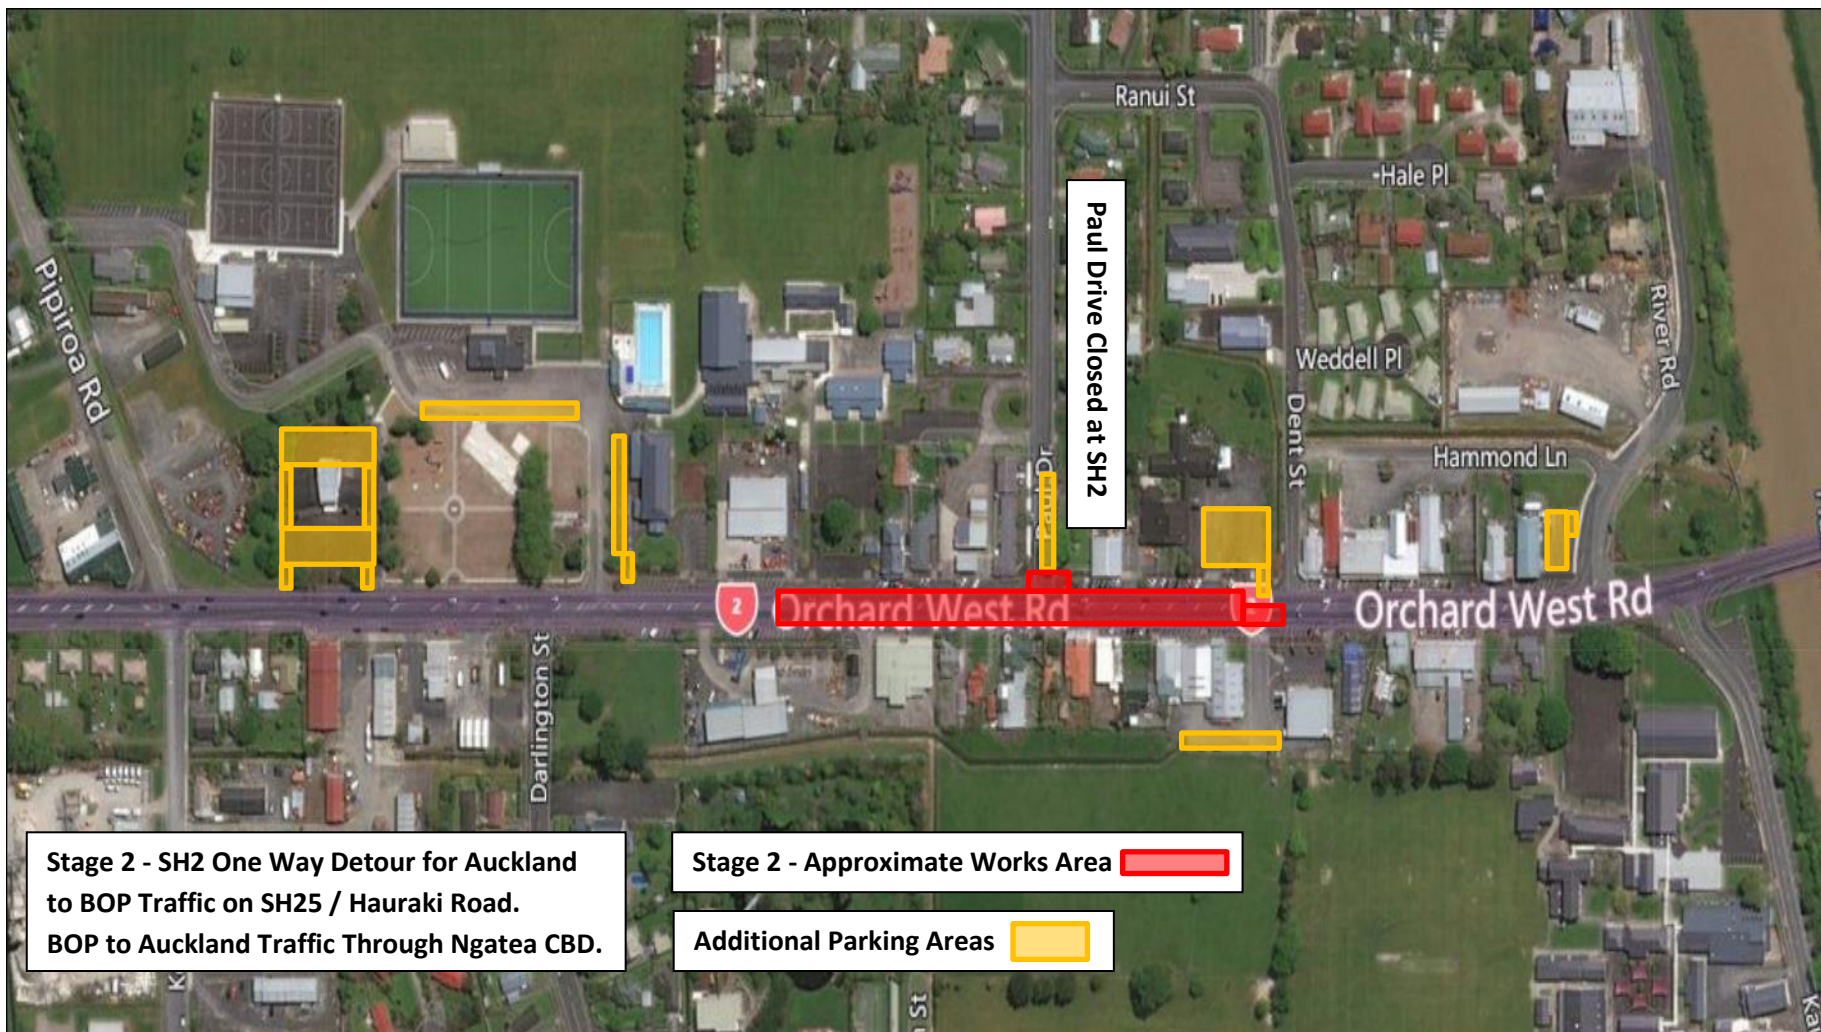 Ranui St
Hale Pl
Paul Drive Closed at SH2
Pipiroa Rd
River Rd
Weddell Pl
Dent St
Hammond Ln
Dr
2
Orchard West Rd
Orchard West Rd
Darlington St
Stage 2 - SH2 One Way Detour for Auckland
to BOP Traffic on SH25 / Hauraki Road.
BOP to Auckland Traffic Through Ngatea CBD.
Stage 2 - Approximate Works Area
Additional Parking Areas
St